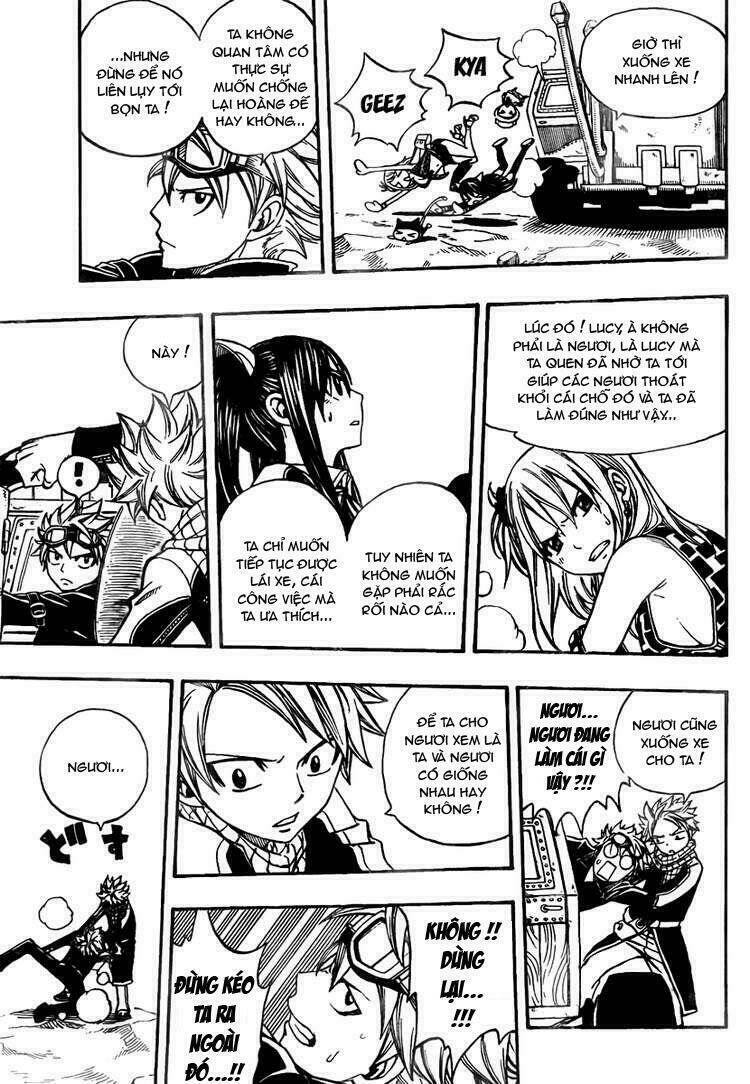 GIỜ THÌ
XUỐNG XE
NHANH LÊN !
KYA
GEEZ
TA KHÔNG
QUAN TÂM CÓ
THỰC SỰ
MUỐN CHỐNG
LẠI HOÀNG ĐẾ
HAY KHÔNG...
...NHƯNG
ĐỪNG ĐỂ NÓ
LIÊN LỤY TỚI
BỌN TA !
LÚC ĐÓ ! LUCY, À KHÔNG
PHẢI LÀ NGƯƠI, LÀ LUCY MÀ
TA QUEN ĐÃ NHỜ TA TỚI
GIÚP CÁC NGƯƠI THOÁT
KHỎI CÁI CHỖ ĐÓ VÀ TA ĐÃ
LÀM ĐÚNG NHƯ VẬY...
TUY NHIÊN TA
KHÔNG MUỐN
GẶP PHẢI RẮC
RỐI NÀO CẢ...
TA CHỈ MUỐN
TIẾP TỤC ĐƯỢC
LÁI XE, CÁI
CÔNG VIỆC MÀ
TA ƯA THÍCH...
NÀY !
!
NGƯƠI CŨNG
XUỐNG XE
CHO TA !
NGƯƠI...
NGƯƠI ĐANG
LÀM CÁI GÌ
VẬY ?!!
ĐỂ TA CHO
NGƯƠI XEM LÀ
TA VÀ NGƯƠI
CÓ GIỐNG
NHAU HAY
KHÔNG !
KHÔNG !!
DỪNG
LẠI...
!!!
ĐỪNG KÉO
TA RA
NGOÀI
ĐÓ...!!
NGƯƠI...
どす